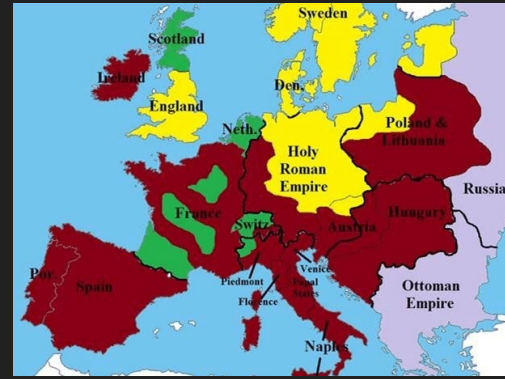 Sweden
Scotland
Ireland
Den.
England
Neth.
Poland &
Lithuania
Holy
Roman
Empire
Russia
France
Switz
Austria
Hungary
Por.
Spain
Piedmont
Venice
Papal
States
Florence
Ottoman
Empire
Naples